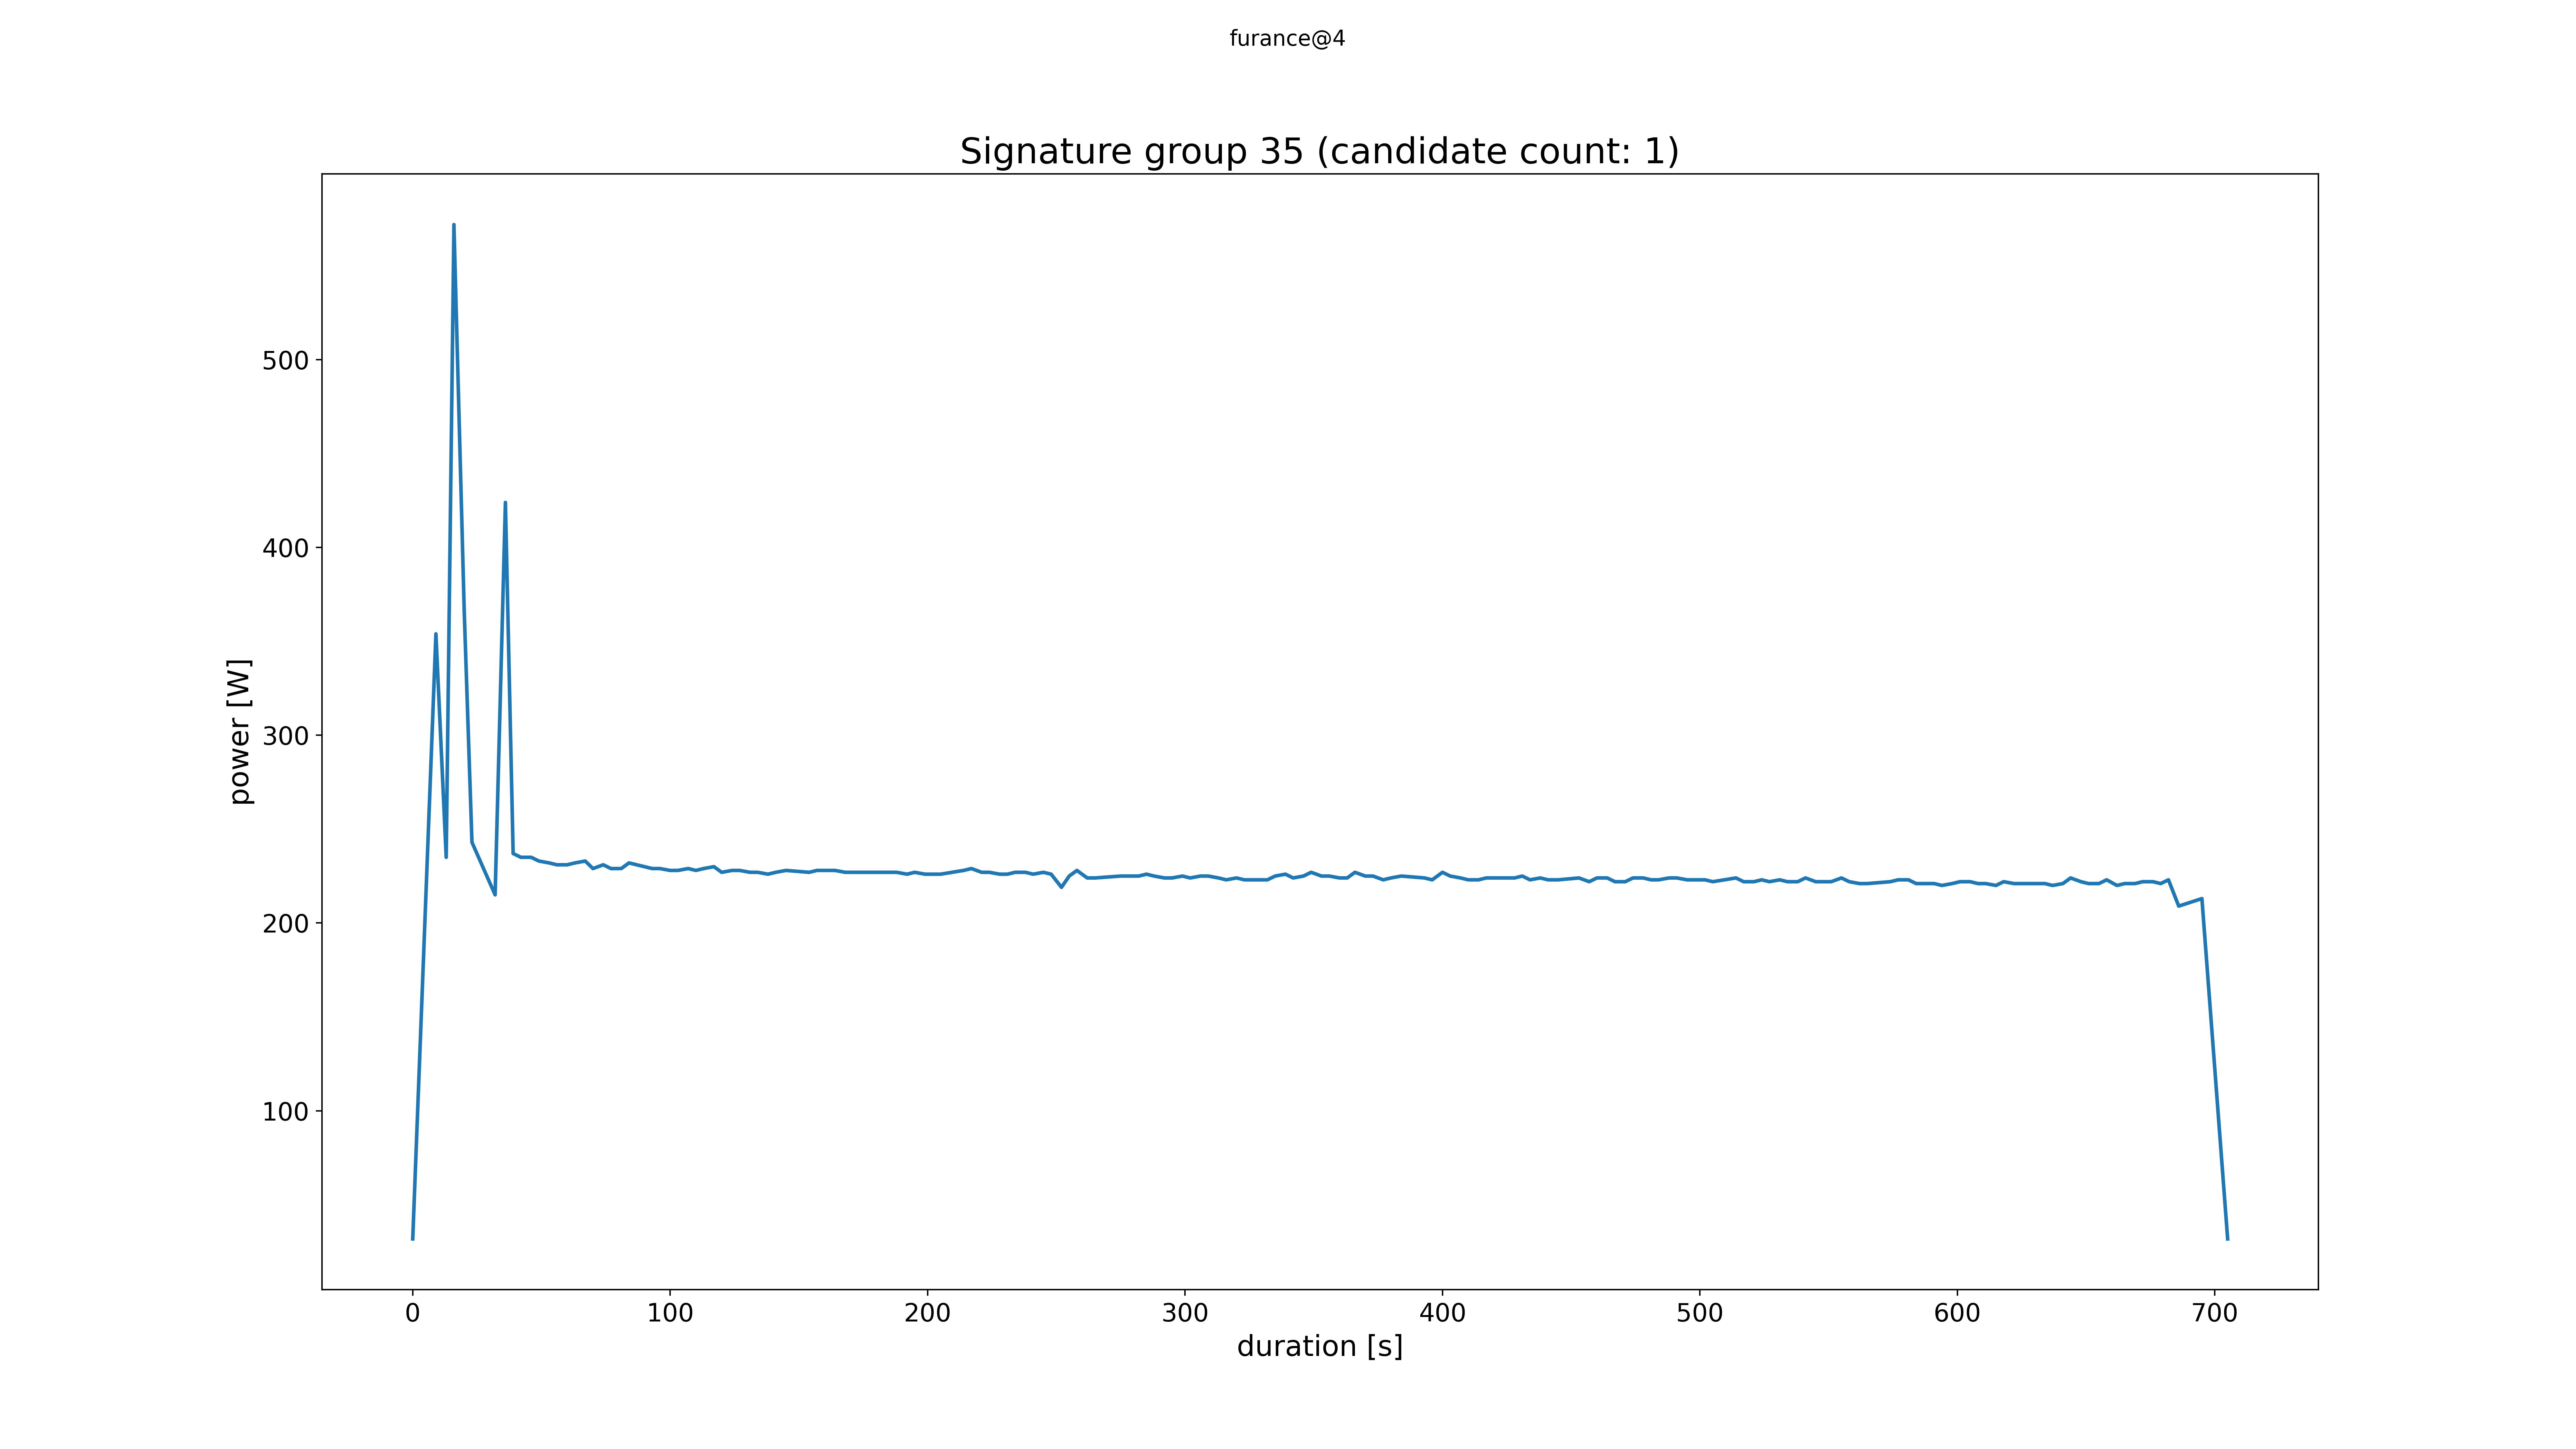 furance@4
Signature group 35 (candidate count: 1)
power [W]
500
400
300
200
100
0 100 200 300 400 500 600 700
duration [s]